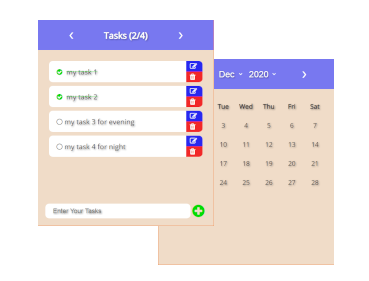 Tasks (2/4)
my task 1
my task 2
my task 3 for evening
my task 4 for night
Enter Your Tasks
Dec 2020
Tue Wed Thu Fri Sat
3 4 5 6 7
10 11 12 13 14
17 18 19 20 21
24 25 26 27 28